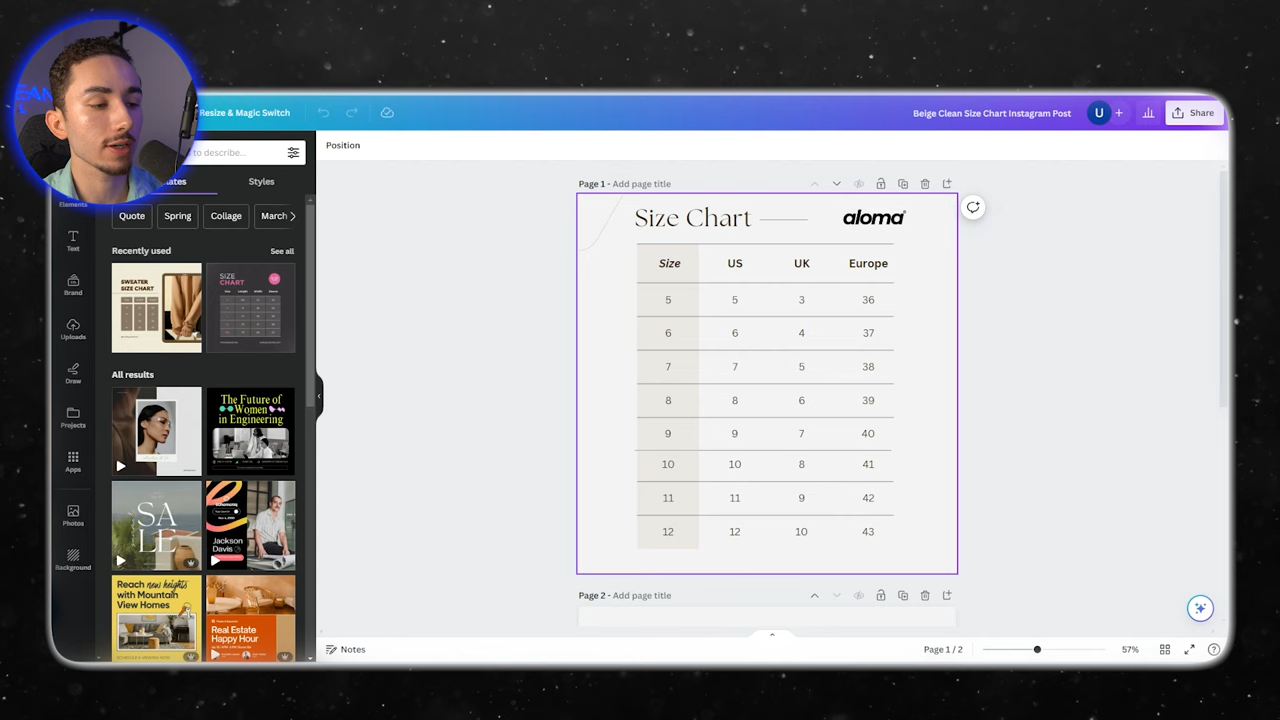 Resize & Magic Switch
Beige Clean Size Chart Instagram Post
U
+
Share
to describe...
Position
Styles
Elements
Quote
Spring
Collage
March
Text
Recently used
See all
Brand
SWEATER
SIZE CHART
SIZE
CHART
Uploads
Draw
All results
Projects
The Future of
Women
in Engineering
Apps
Photos
SA
LE
Jackson
Davis
Background
Reach new heights
with Mountain
View Homes
Real Estate
Happy Hour
Page 1 - Add page title
Size Chart
aloma
Size US UK Europe
5 5 3 36
6 6 4 37
7 7 5 38
8 8 6 39
9 9 7 40
10 10 8 41
11 11 9 42
12 12 10 43
Page 2 - Add page title
Notes
Page 1 / 2
57%